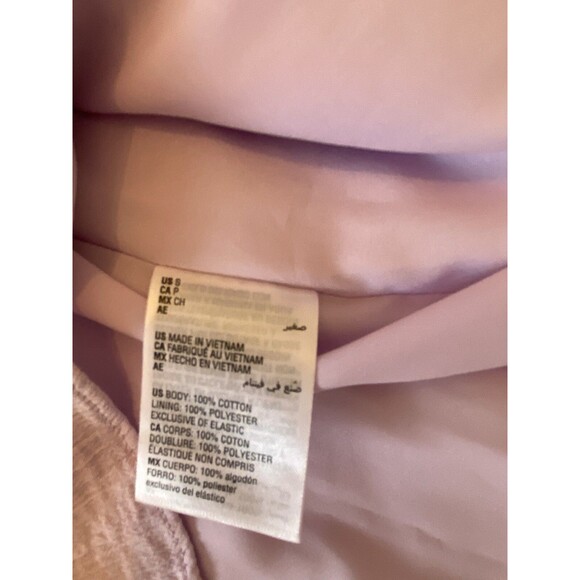 US S
CA P
MX CH
AE
صغير
US MADE IN VIETNAM
CA FABRIQUÉ AU VIETNAM
MX HECHO EN VIETNAM
AE
صنع في فيتنام
US BODY: 100% COTTON
LINING: 100% POLYESTER
EXCLUSIVE OF ELASTIC
CA CORPS: 100% COTON
DOUBLURE: 100% POLYESTER
ÉLASTIQUE NON COMPRIS
MX CUERPO: 100% algodón
FORRO: 100% poliester
exclusivo del elástico